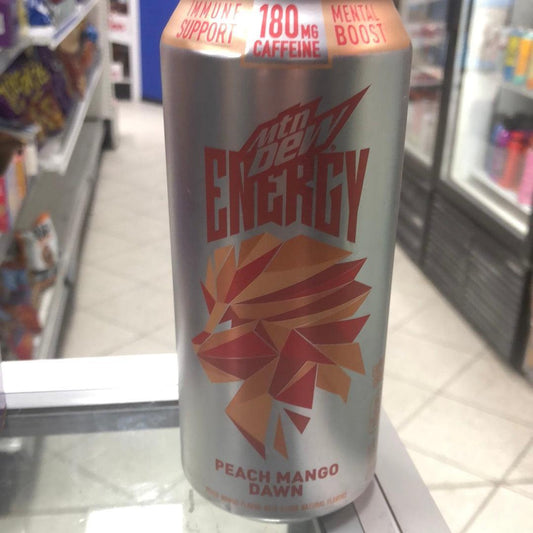 IMMUNE SUPPORT
180MG CAFFEINE
MENTAL BOOST
mtn
DEW
ENERGY
PEACH MANGO
DAWN